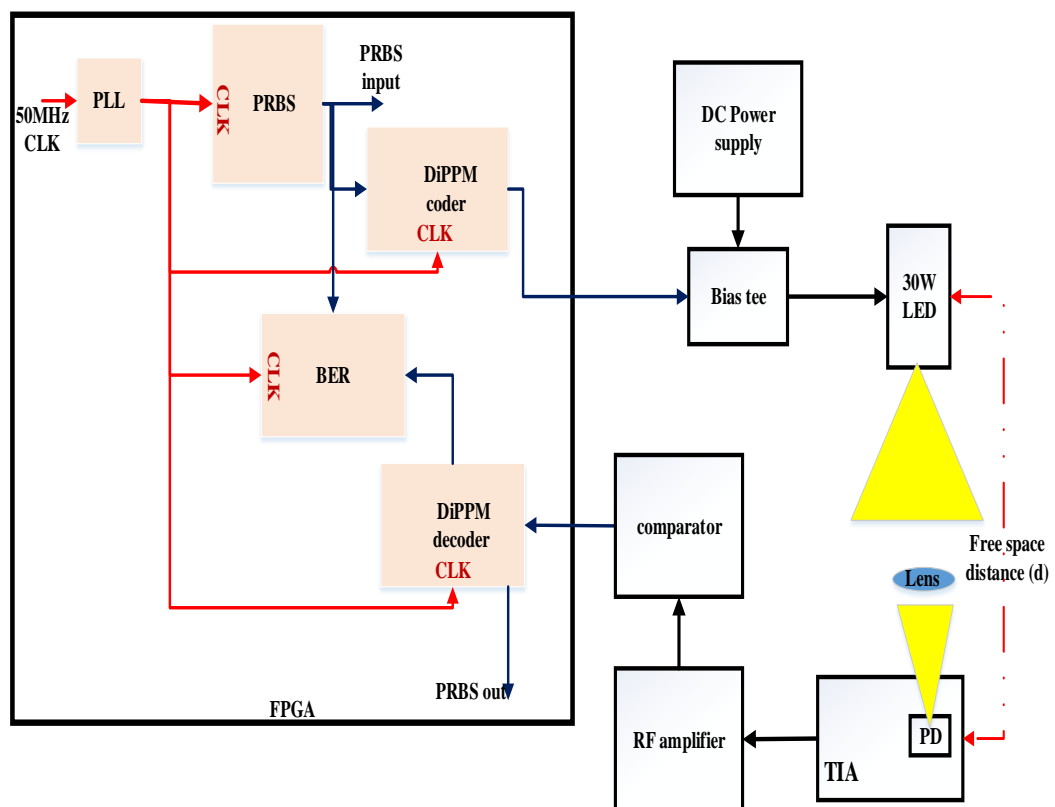 50MHz
CLK
PLL
CLK
PRBS
PRBS
input
DiPPM
coder
CLK
CLK
BER
DiPPM
decoder
CLK
PRBS out
FPGA
DC Power
supply
Bias tee
30W
LED
Free space
distance (d)
Lens
comparator
RF amplifier
PD
TIA